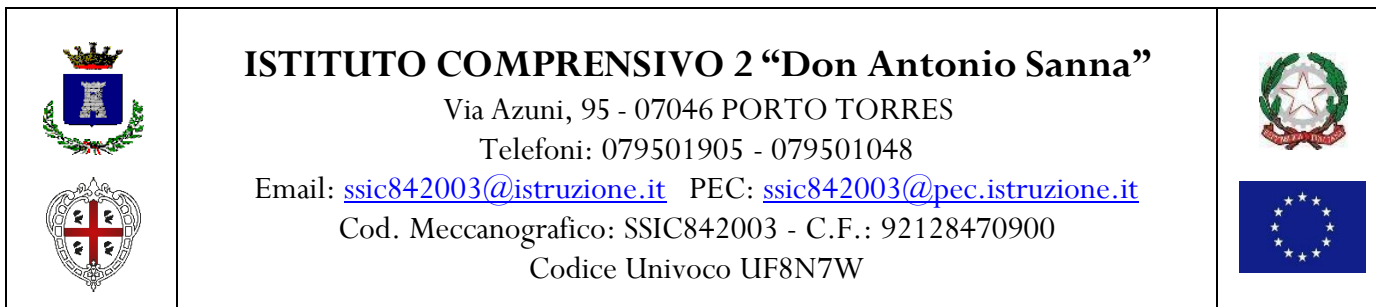 ISTITUTO COMPRENSIVO 2 “Don Antonio Sanna”
Via Azuni, 95 - 07046 PORTO TORRES
Telefoni: 079501905 - 079501048
Email: ssic842003@istruzione.it PEC: ssic842003@pec.istruzione.it
Cod. Meccanografico: SSIC842003 - C.F.: 92128470900
Codice Univoco UF8N7W